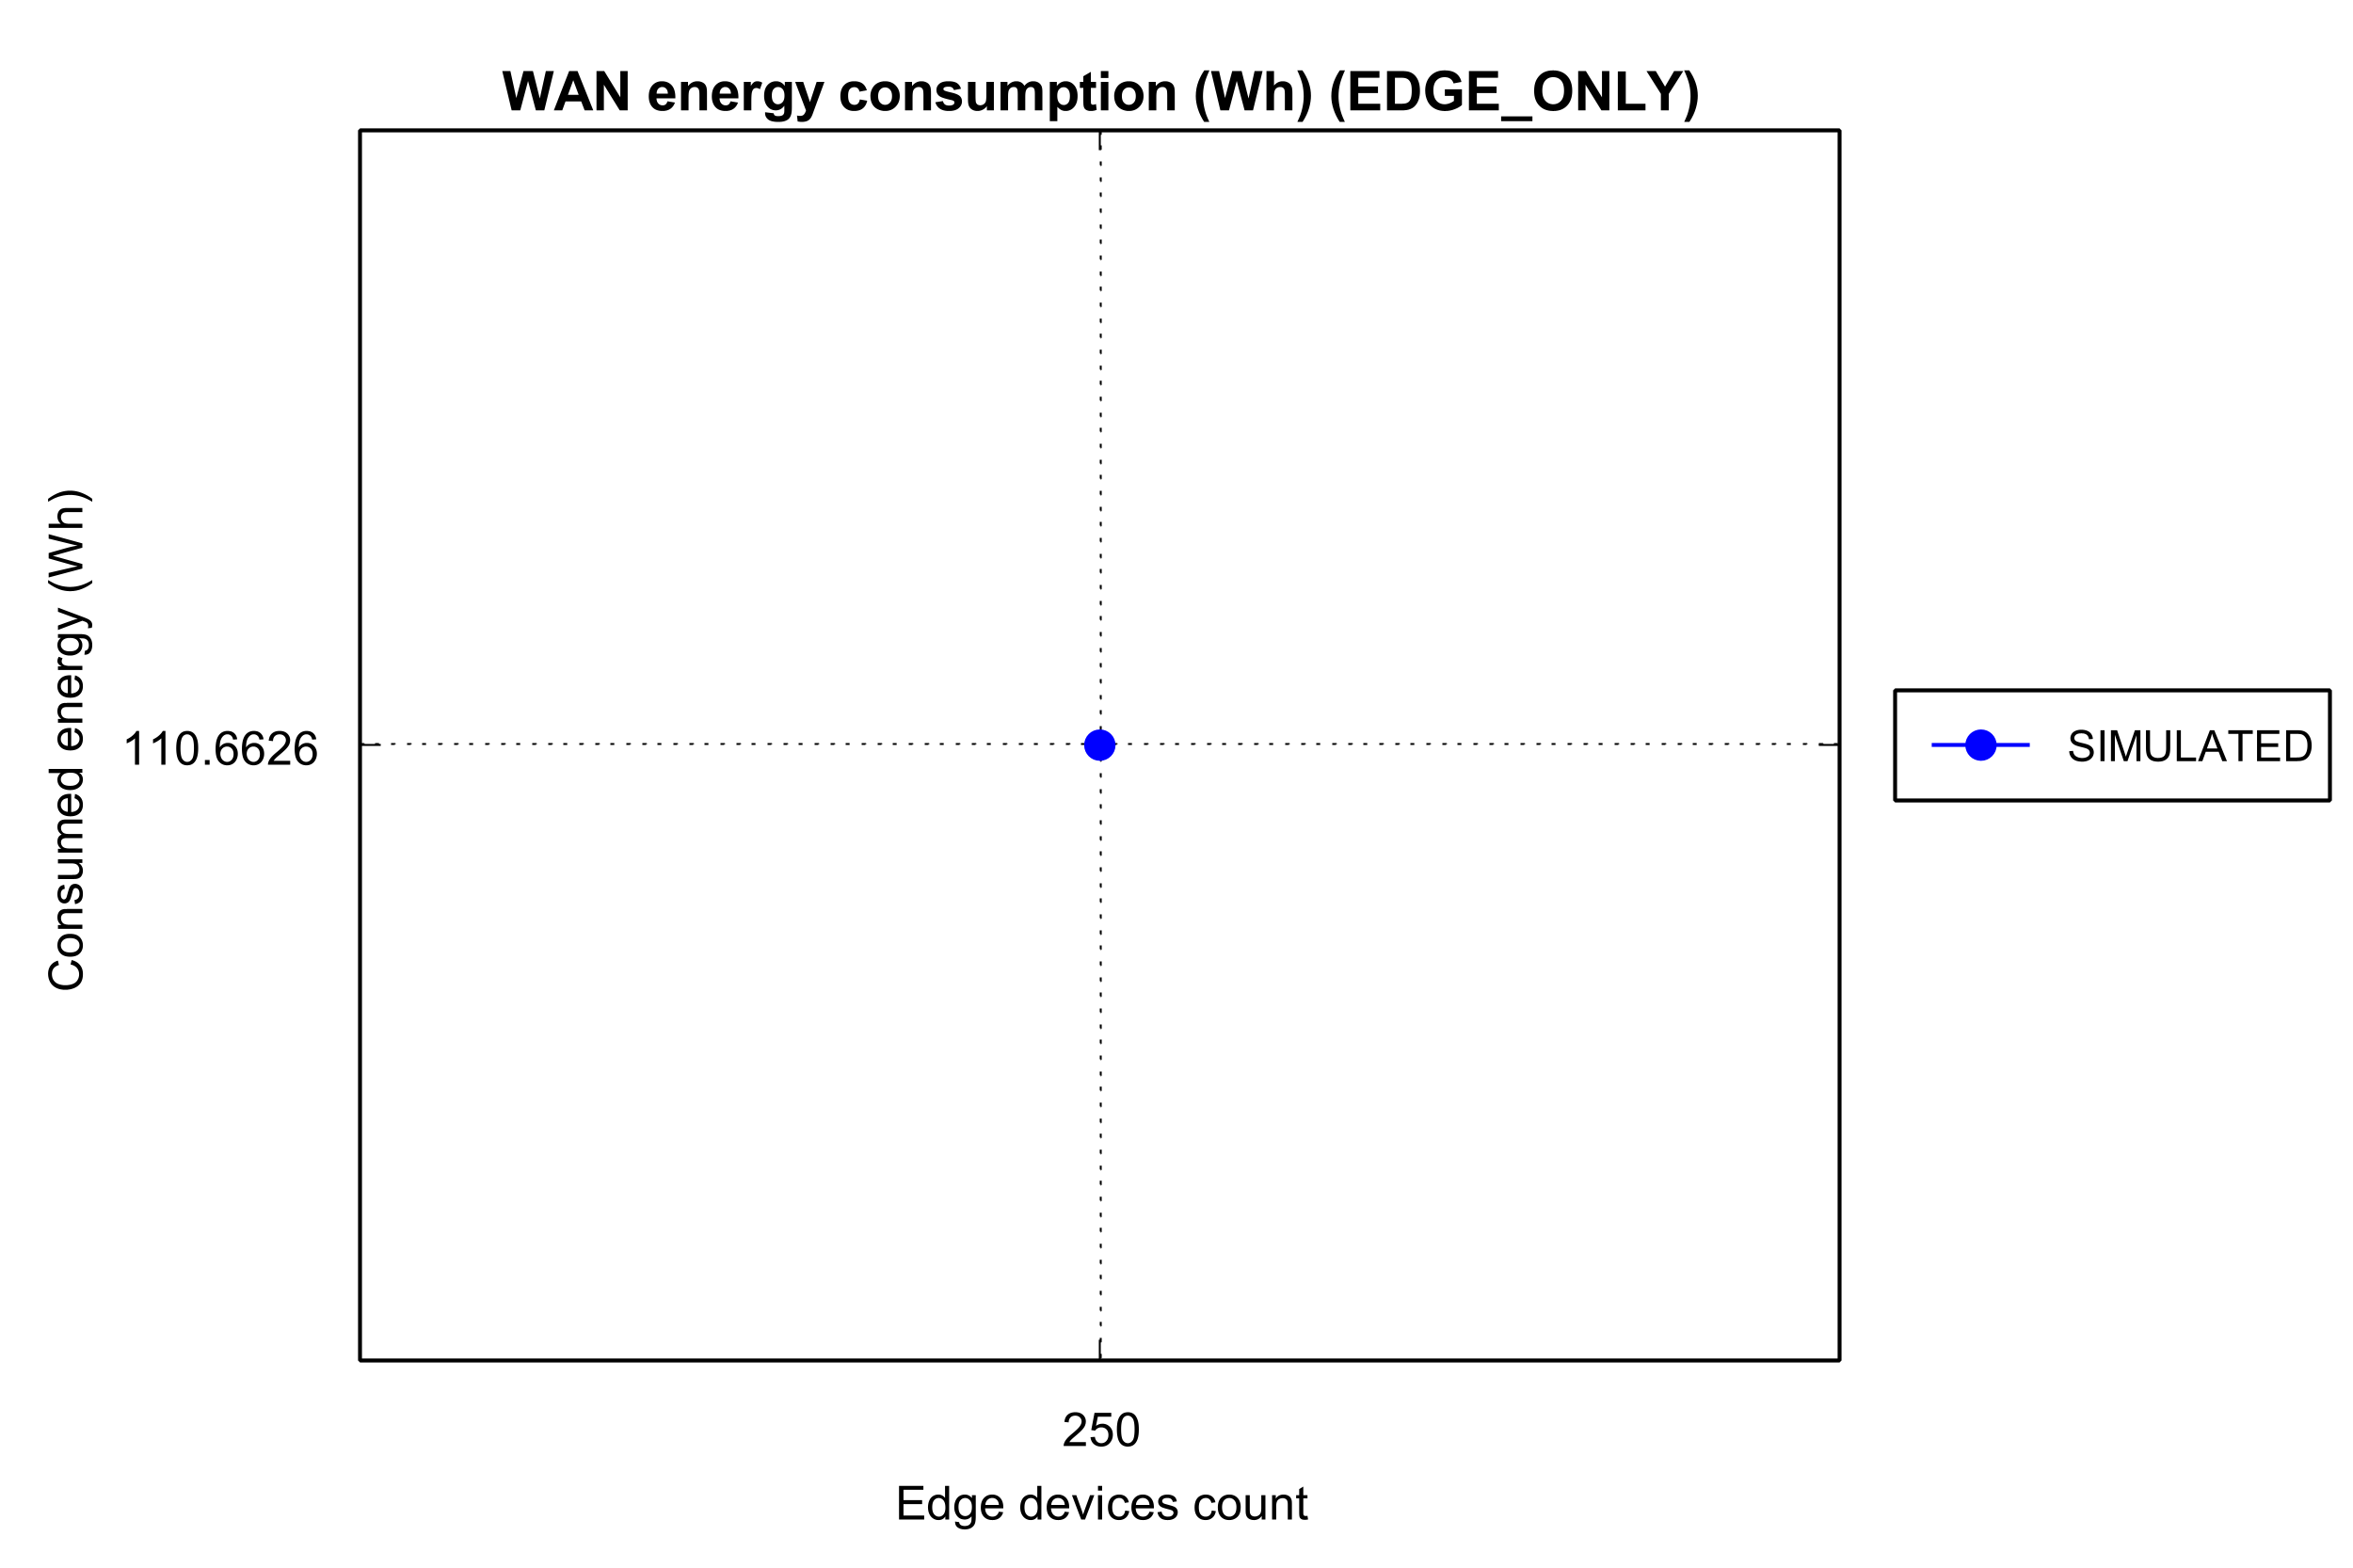 WAN energy consumption (Wh) (EDGE_ONLY)
Consumed energy (Wh)
110.6626
SIMULATED
250
Edge devices count